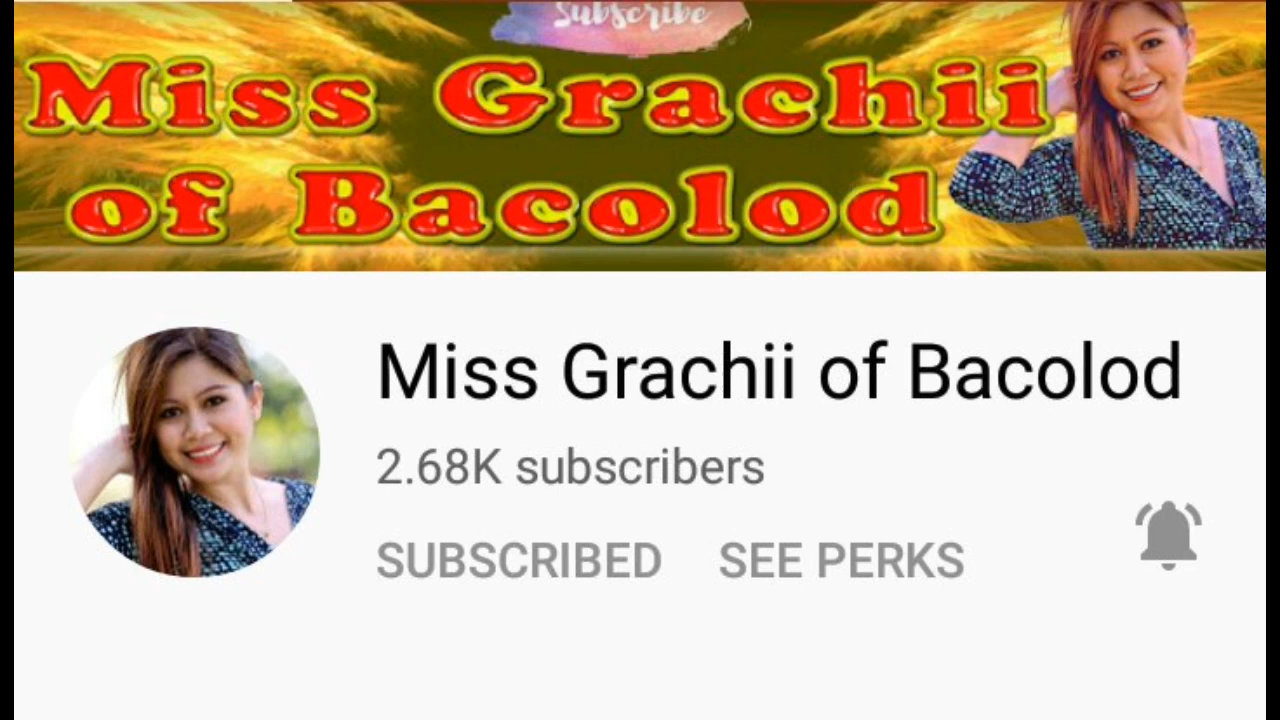 Subscribe
Miss Grachii
of Bacolod
Miss Grachii of Bacolod
2.68K subscribers
SUBSCRIBED SEE PERKS